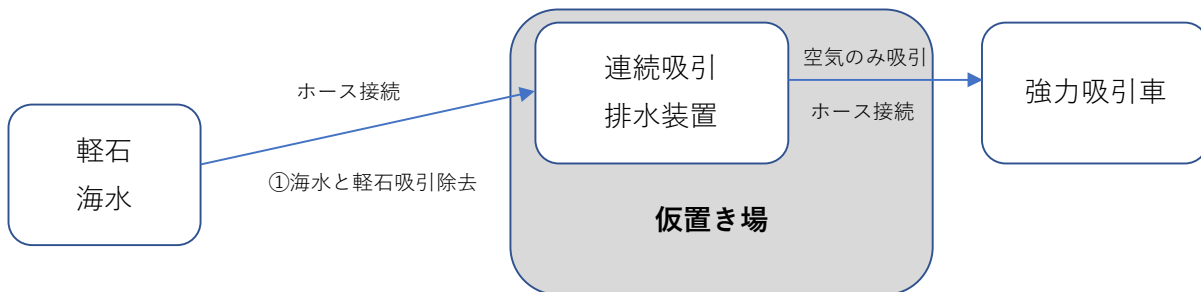 軽石
海水
ホース接続
①海水と軽石吸引除去
連続吸引
排水装置
仮置き場
空気のみ吸引
ホース接続
強力吸引車